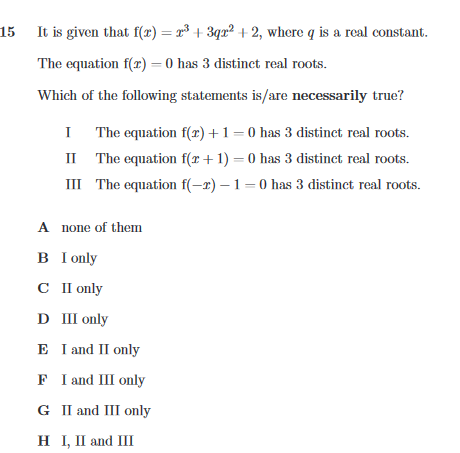 15 It is given that f(x) = x³ + 3qx² + 2, where q is a real constant.
The equation f(x) = 0 has 3 distinct real roots.
Which of the following statements is/are necessarily true?
I The equation f(x) + 1 = 0 has 3 distinct real roots.
II The equation f(x + 1) = 0 has 3 distinct real roots.
III The equation f(−x) − 1 = 0 has 3 distinct real roots.
A none of them
B I only
C II only
D III only
E I and II only
F I and III only
G II and III only
H I, II and III